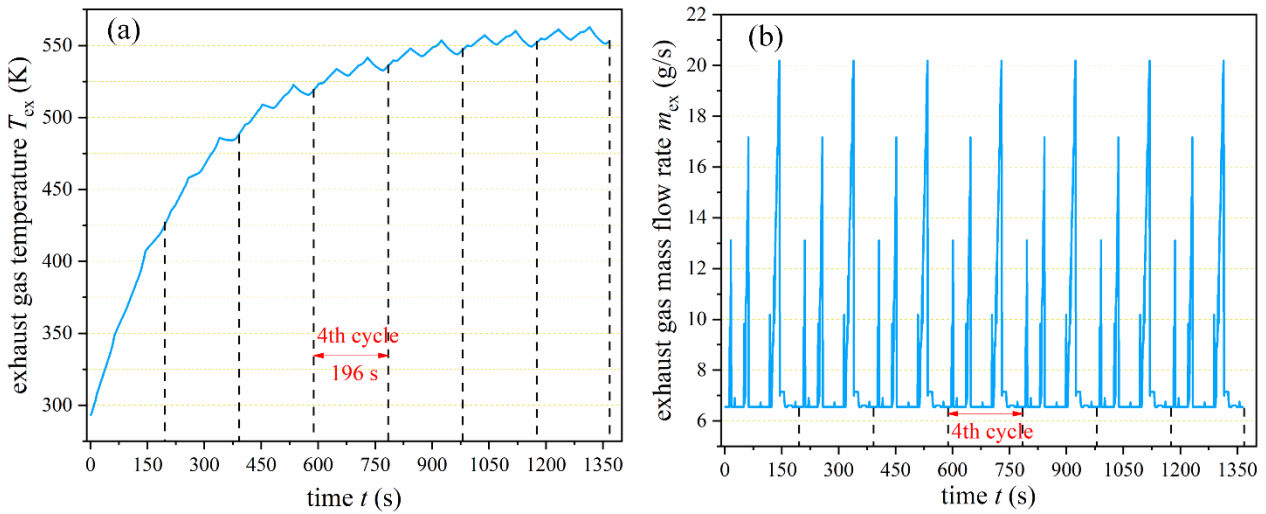 (a)
exhaust gas temperature Tex (K)
550
500
450
400
350
300
4th cycle
196 s
0 150 300 450 600 750 900 1050 1200 1350
time t (s)
(b)
exhaust gas mass flow rate mex (g/s)
22
20
18
16
14
12
10
8
6
4th cycle
0 150 300 450 600 750 900 1050 1200 1350
time t (s)